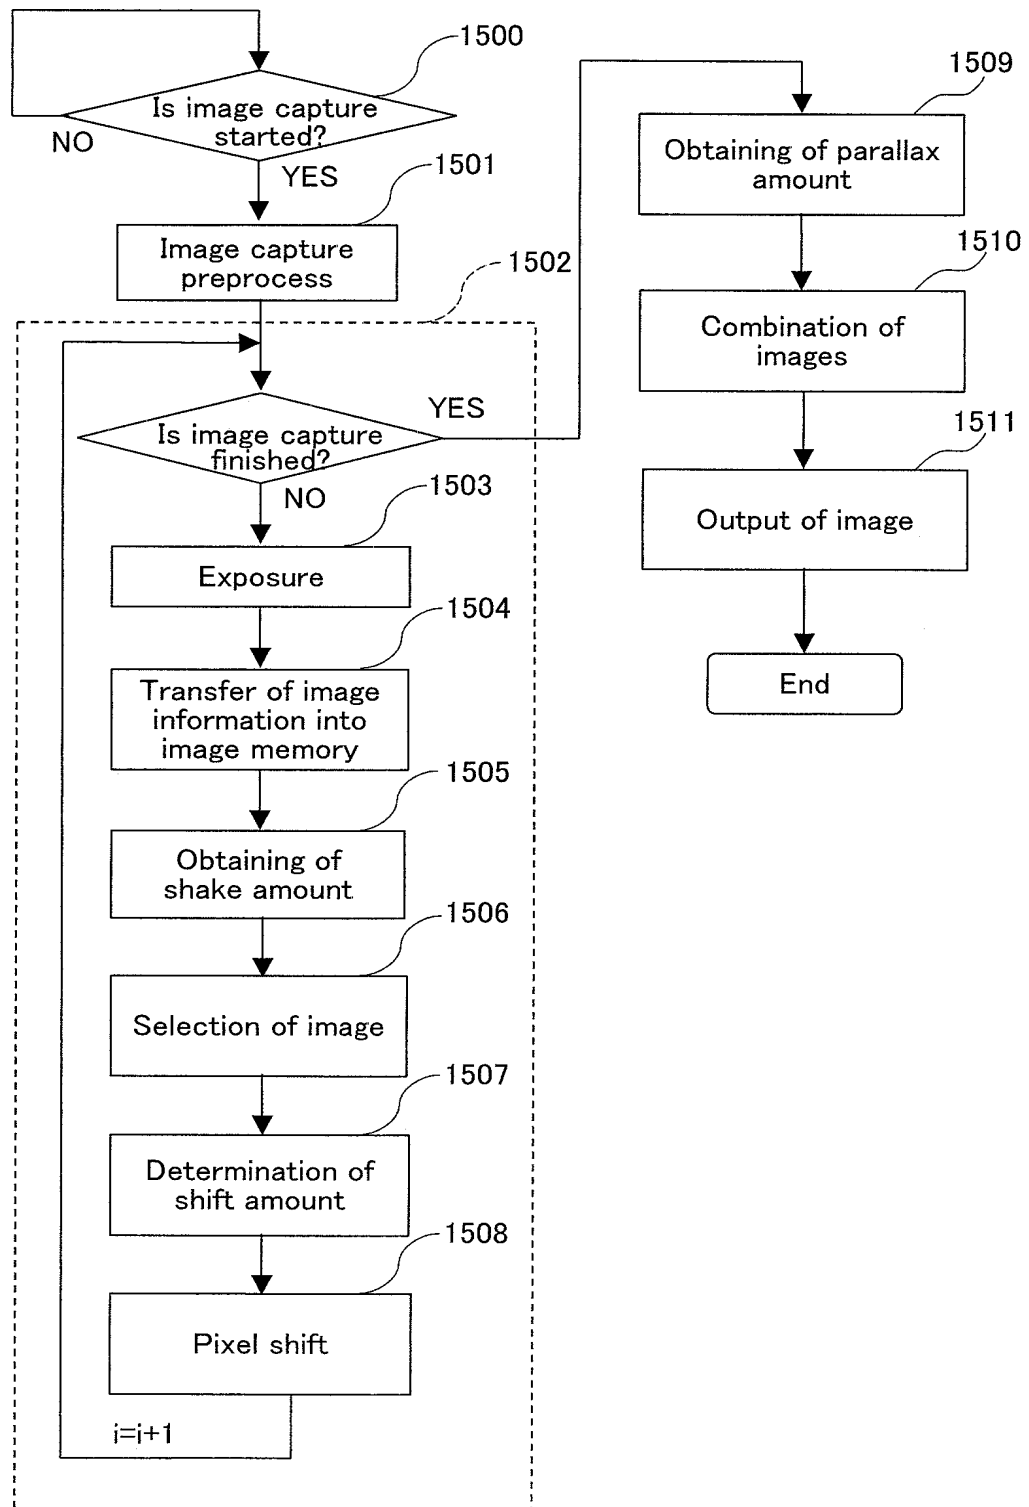 1500
Is image capture
started?
NO
YES
1501
Image capture
preprocess
1502
Is image capture
finished?
YES
NO
1503
Exposure
1504
Transfer of image
information into
image memory
1505
Obtaining of
shake amount
1506
Selection of image
1507
Determination of
shift amount
1508
Pixel shift
i=i+1
1509
Obtaining of parallax
amount
1510
Combination of
images
1511
Output of image
End